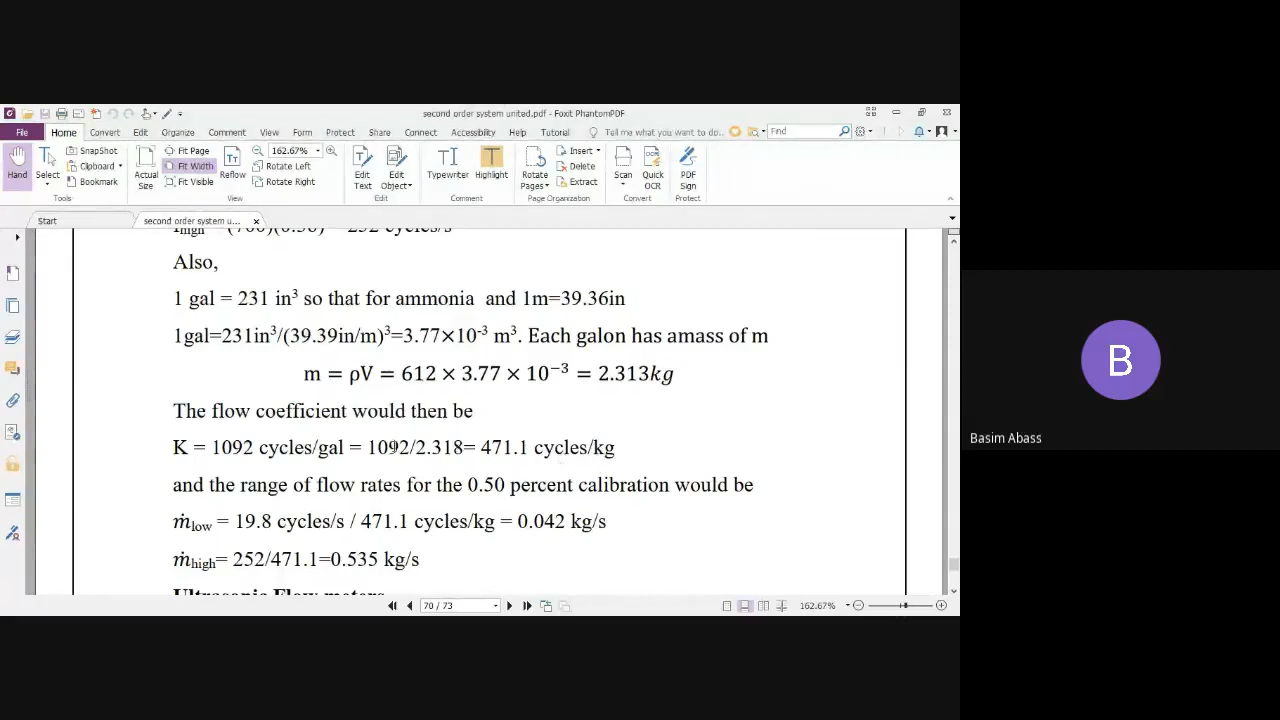 second order system united.pdf - Foxit PhantomPDF
File Home Convert Edit Organize Comment View Form Protect Share Connect Accessibility Help Tutorial Tell me what you want to do.. Find
Hand
Select
SnapShot
Clipboard
Bookmark
Tools
Actual Size
Fit Page
Fit Width
Fit Visible
Reflow
162.67%
Rotate Left
Rotate Right
View
Edit Text
Edit Object
Edit
Typewriter
Highlight
Comment
Rotate Pages
Insert
Delete
Extract
Page Organization
Scan
Quick OCR
Convert
PDF Sign
Protect
Start
second order system u...
Also,
1 gal = 231 in³ so that for ammonia and 1m=39.36in
1gal=231in³/(39.39in/m)³=3.77×10⁻³ m³. Each galon has amass of m
m = ρV = 612 × 3.77 × 10⁻³ = 2.313kg
The flow coefficient would then be
K = 1092 cycles/gal = 1092/2.318= 471.1 cycles/kg
and the range of flow rates for the 0.50 percent calibration would be
ṁlow = 19.8 cycles/s / 471.1 cycles/kg = 0.042 kg/s
ṁhigh= 252/471.1=0.535 kg/s
Ultrasonic Flow meters
70 / 73
162.67%
B
Basim Abass